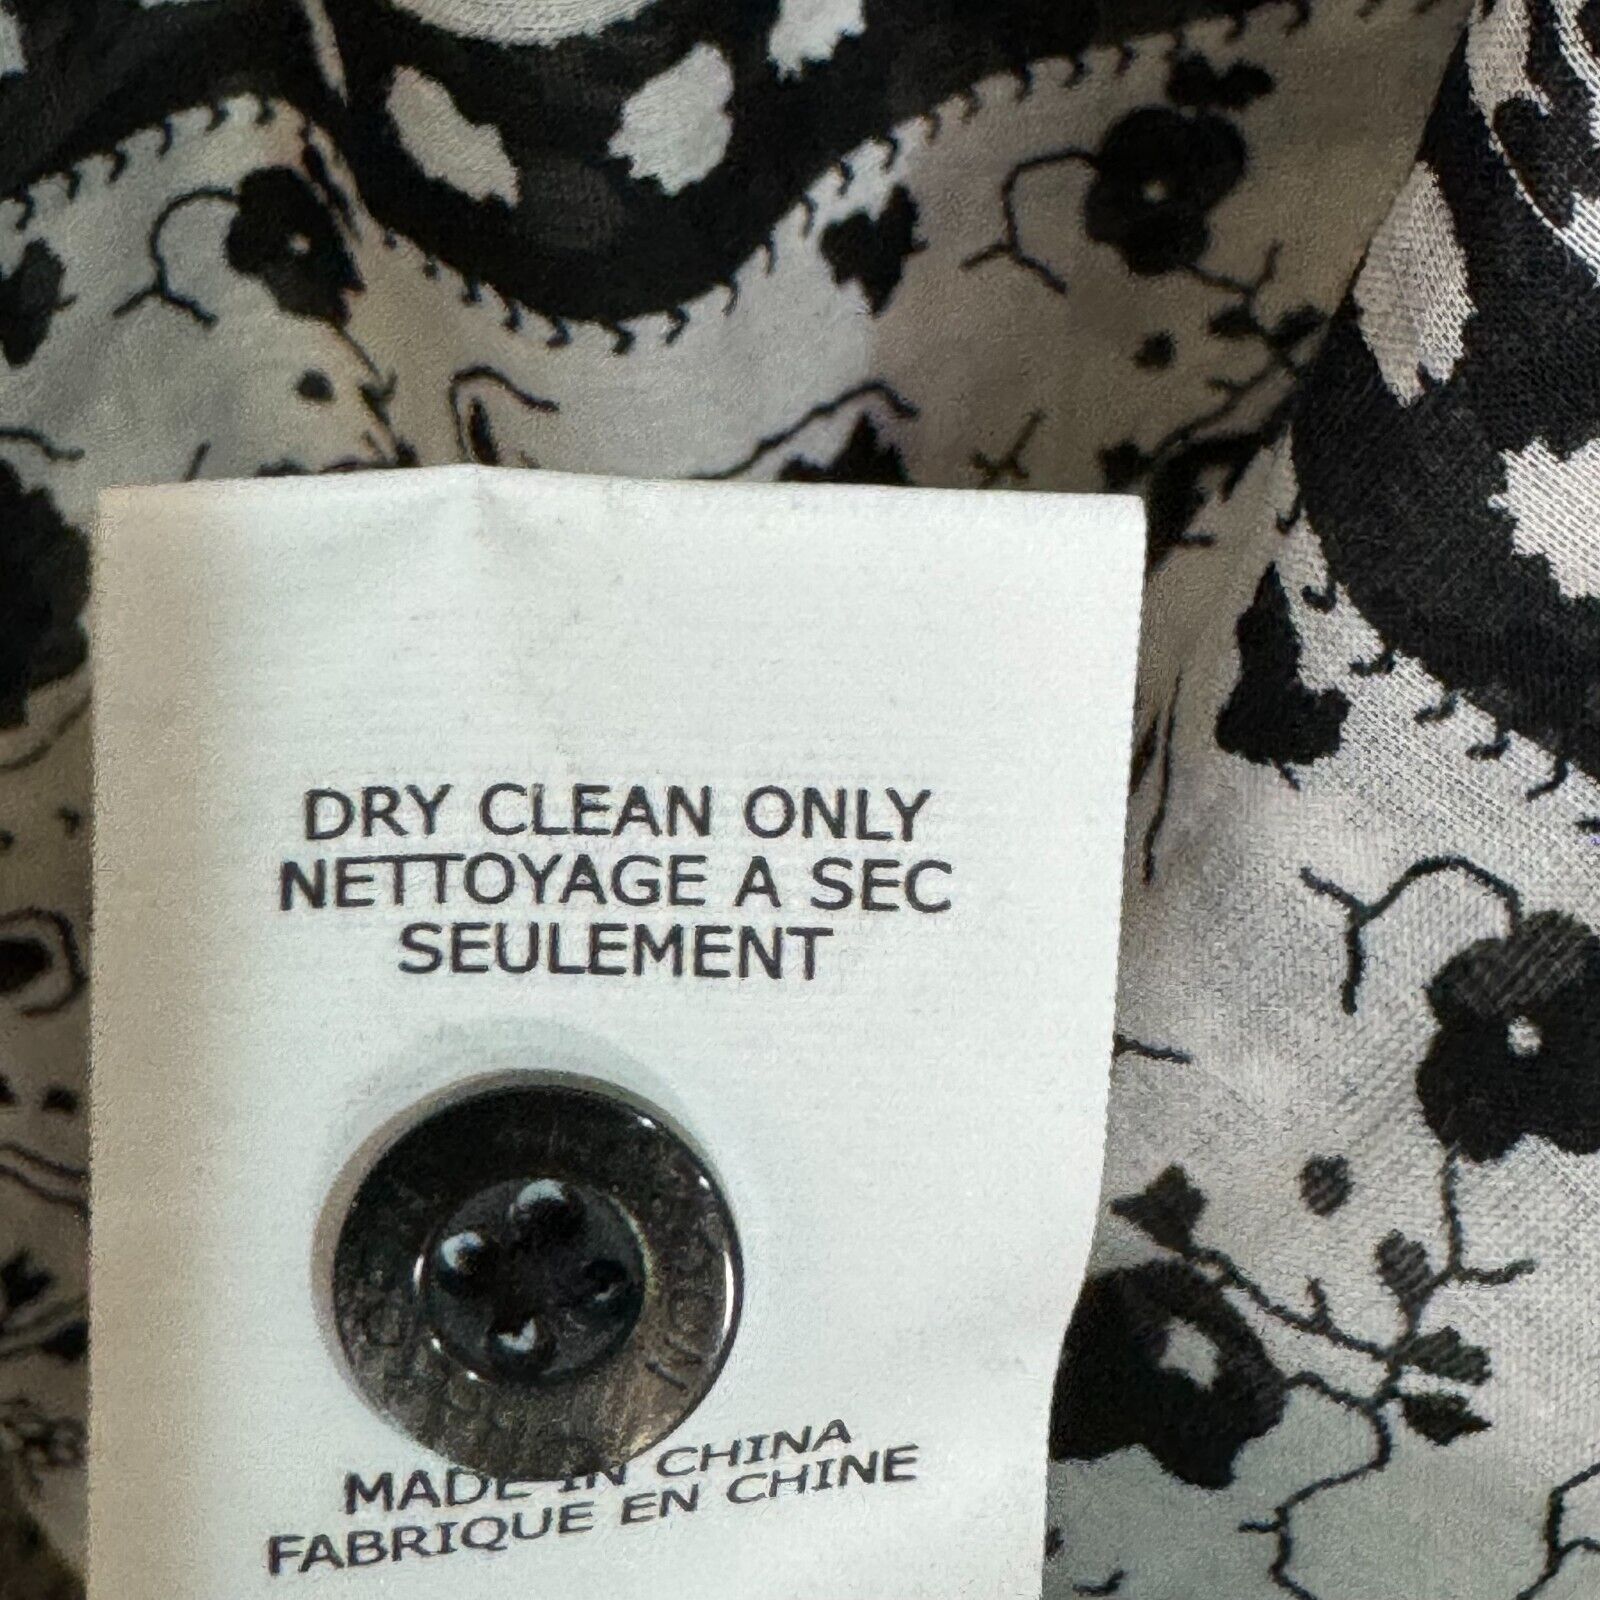 DRY CLEAN ONLY
NETTOYAGE A SEC
SEULEMENT
MADE IN CHINA
FABRIQUE EN CHINE